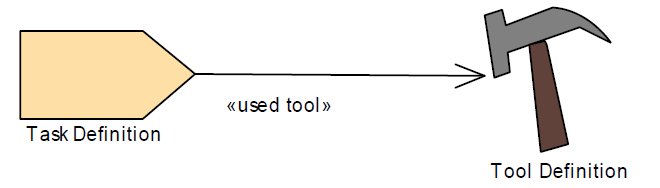 «used tool»
Task Definition
Tool Definition